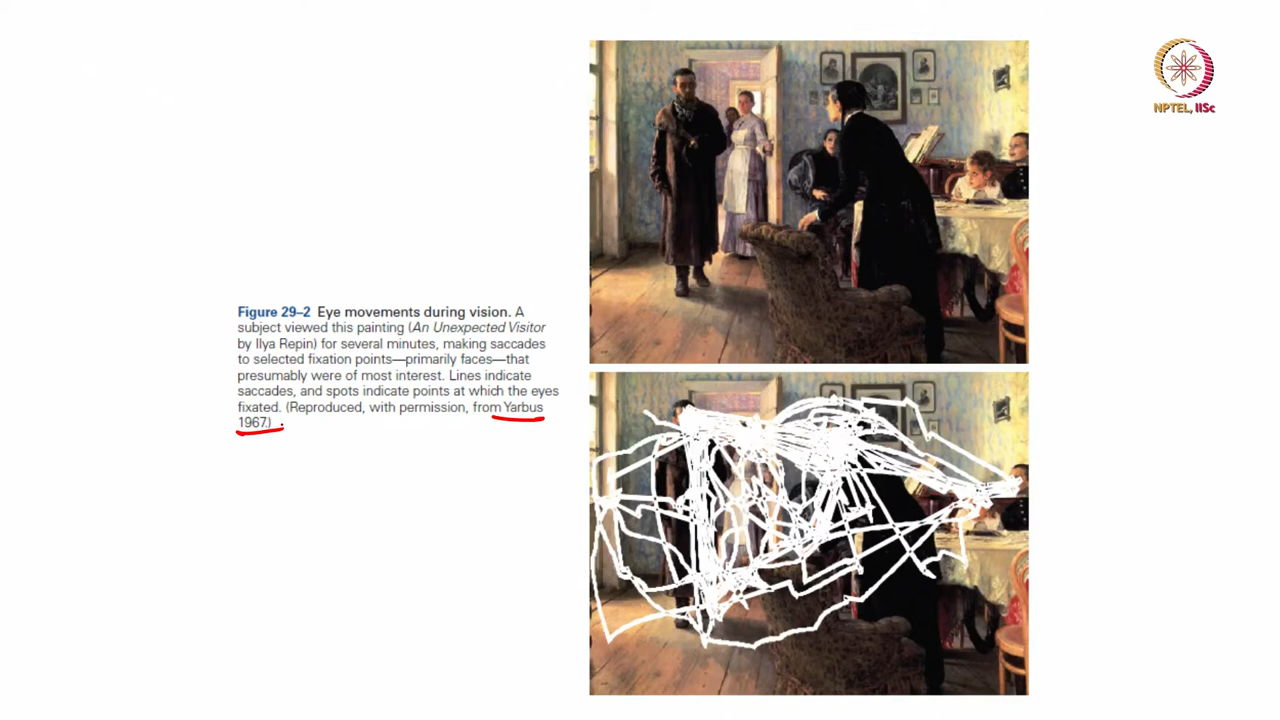 NPTEL, IISc
Figure 29–2 Eye movements during vision. A
subject viewed this painting (An Unexpected Visitor
by Ilya Repin) for several minutes, making saccades
to selected fixation points—primarily faces—that
presumably were of most interest. Lines indicate
saccades, and spots indicate points at which the eyes
fixated. (Reproduced, with permission, from Yarbus
1967.)